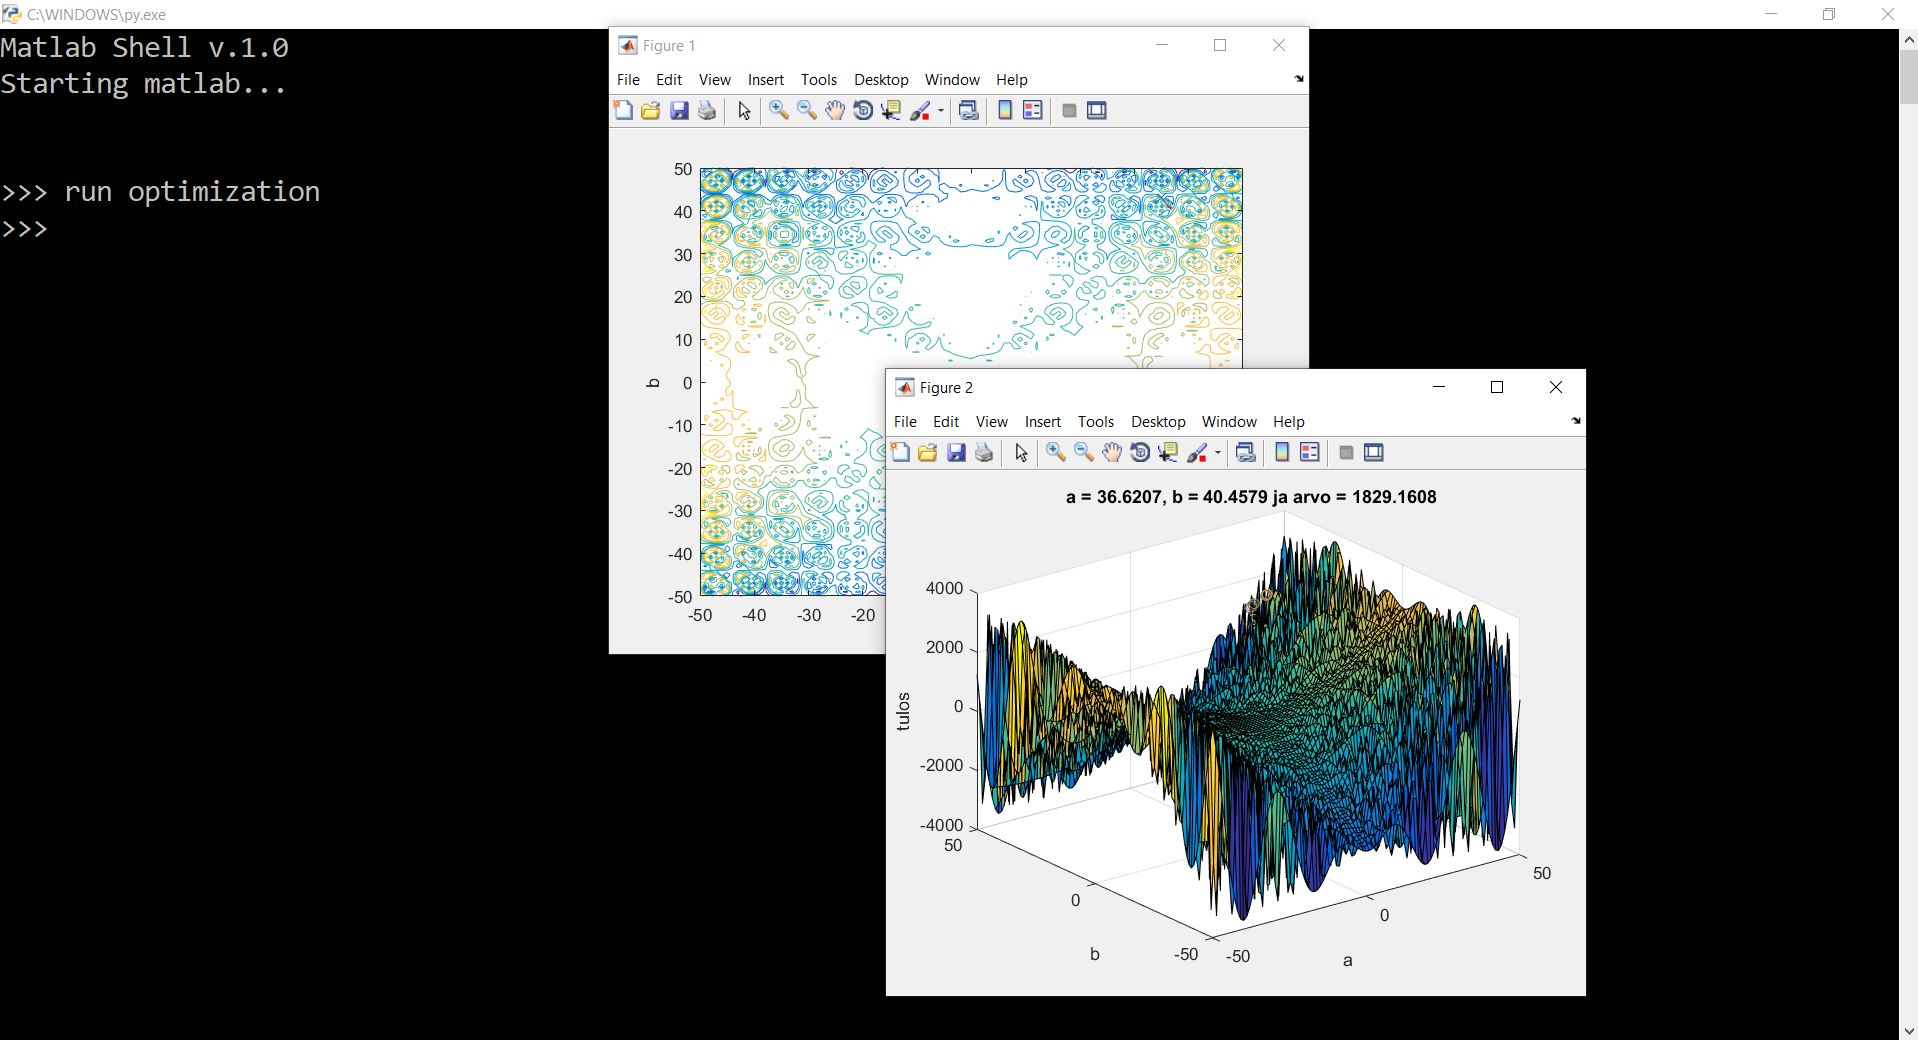 C:\WINDOWS\py.exe
Matlab Shell v.1.0
Starting matlab...
>>> run optimization
>>>
Figure 1
File Edit View Insert Tools Desktop Window Help
50
40
30
20
10
0
-10
-20
-30
-40
-50
b
-50 -40 -30 -20
Figure 2
File Edit View Insert Tools Desktop Window Help
a = 36.6207, b = 40.4579 ja arvo = 1829.1608
4000
2000
0
-2000
-4000
tulos
50
0
-50
b
-50
0
50
a